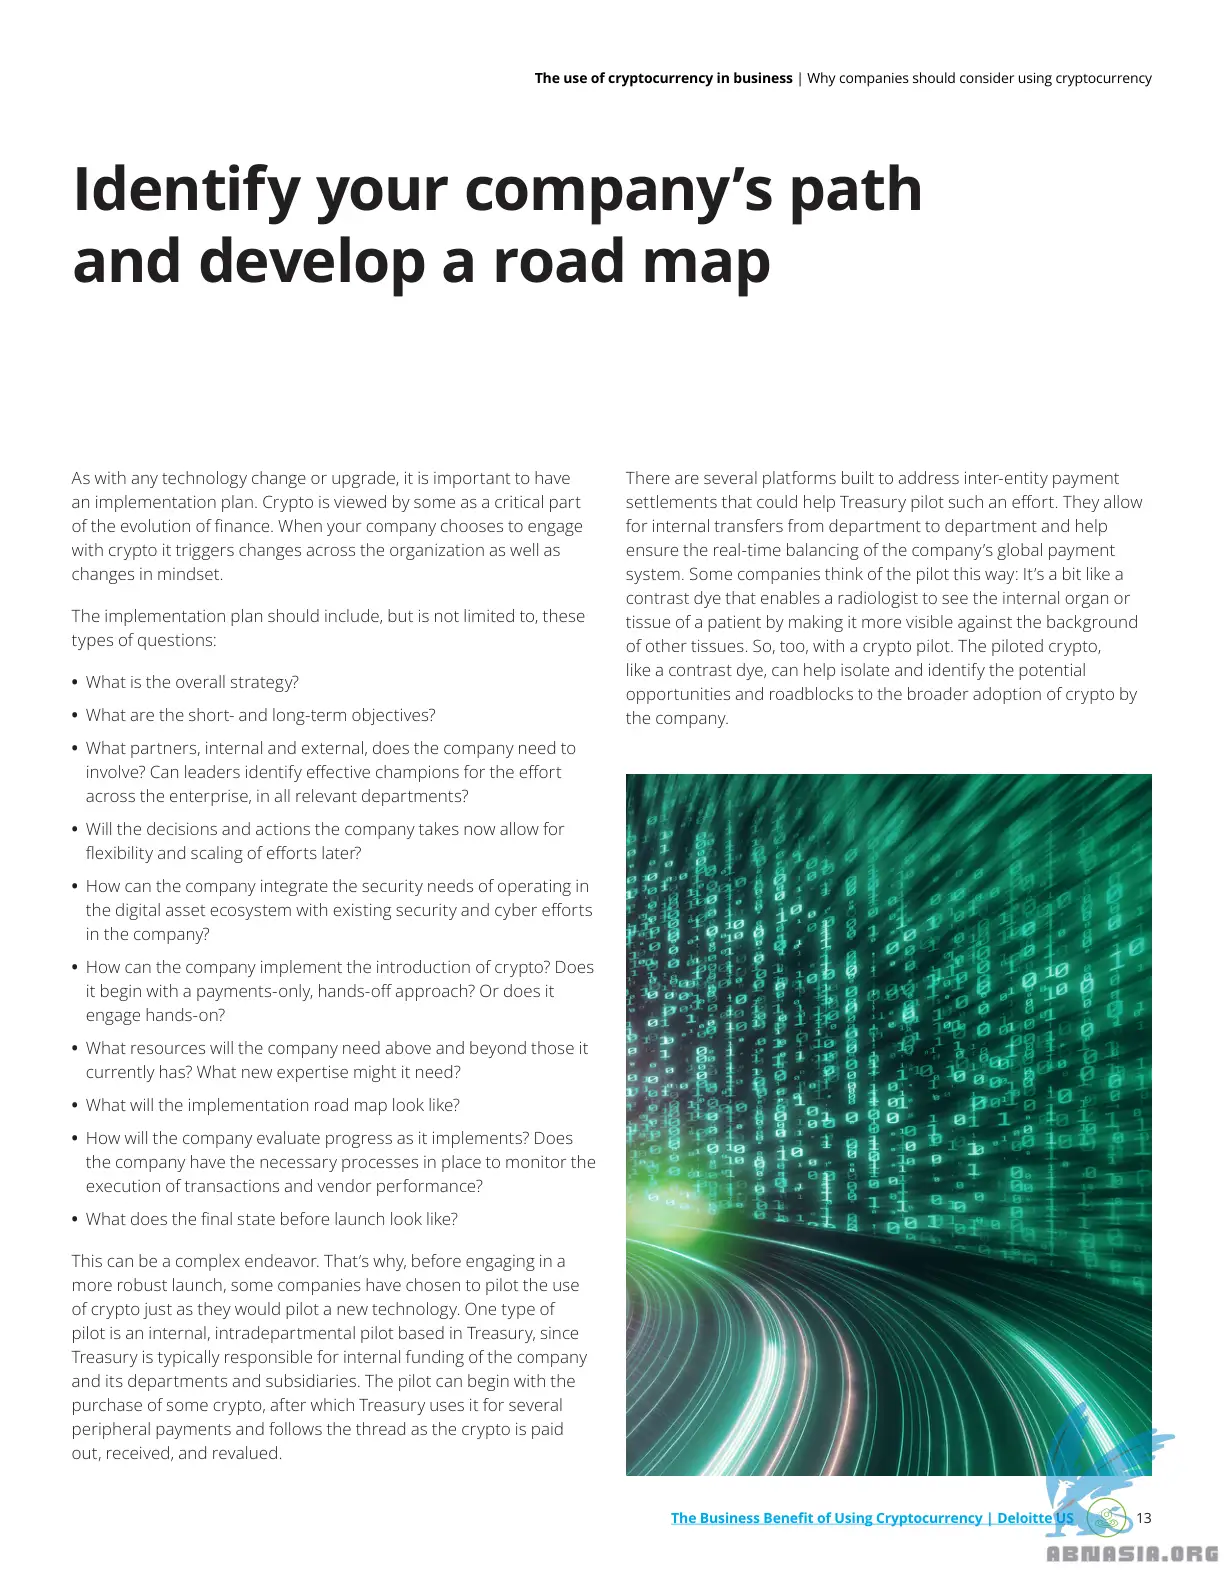 The use of cryptocurrency in business | Why companies should consider using cryptocurrency
Identify your company’s path
and develop a road map
As with any technology change or upgrade, it is important to have
an implementation plan. Crypto is viewed by some as a critical part
of the evolution of finance. When your company chooses to engage
with crypto it triggers changes across the organization as well as
changes in mindset.
The implementation plan should include, but is not limited to, these
types of questions:
• What is the overall strategy?
• What are the short- and long-term objectives?
• What partners, internal and external, does the company need to
involve? Can leaders identify effective champions for the effort
across the enterprise, in all relevant departments?
• Will the decisions and actions the company takes now allow for
flexibility and scaling of efforts later?
• How can the company integrate the security needs of operating in
the digital asset ecosystem with existing security and cyber efforts
in the company?
• How can the company implement the introduction of crypto? Does
it begin with a payments-only, hands-off approach? Or does it
engage hands-on?
• What resources will the company need above and beyond those it
currently has? What new expertise might it need?
• What will the implementation road map look like?
• How will the company evaluate progress as it implements? Does
the company have the necessary processes in place to monitor the
execution of transactions and vendor performance?
• What does the final state before launch look like?
This can be a complex endeavor. That’s why, before engaging in a
more robust launch, some companies have chosen to pilot the use
of crypto just as they would pilot a new technology. One type of
pilot is an internal, intradepartmental pilot based in Treasury, since
Treasury is typically responsible for internal funding of the company
and its departments and subsidiaries. The pilot can begin with the
purchase of some crypto, after which Treasury uses it for several
peripheral payments and follows the thread as the crypto is paid
out, received, and revalued.
There are several platforms built to address inter-entity payment
settlements that could help Treasury pilot such an effort. They allow
for internal transfers from department to department and help
ensure the real-time balancing of the company’s global payment
system. Some companies think of the pilot this way: It’s a bit like a
contrast dye that enables a radiologist to see the internal organ or
tissue of a patient by making it more visible against the background
of other tissues. So, too, with a crypto pilot. The piloted crypto,
like a contrast dye, can help isolate and identify the potential
opportunities and roadblocks to the broader adoption of crypto by
the company.
The Business Benefit of Using Cryptocurrency | Deloitte US
13
ABNASIA.ORG